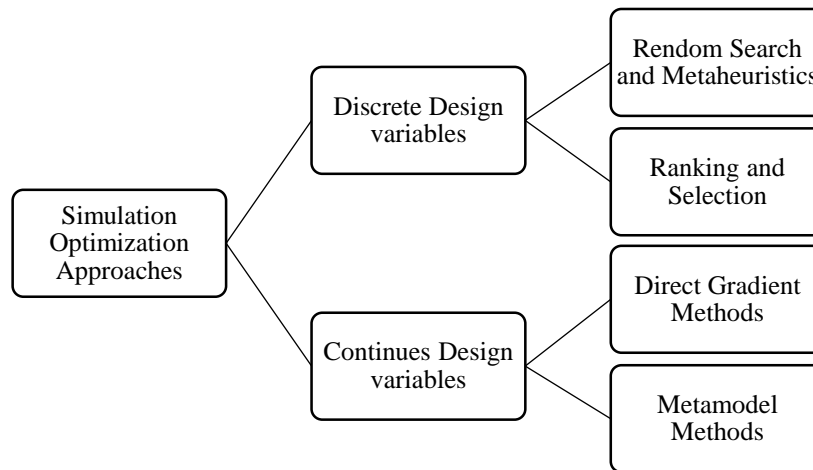 Simulation
Optimization
Approaches
Discrete Design
variables
Rendom Search
and Metaheuristics
Ranking and
Selection
Continues Design
variables
Direct Gradient
Methods
Metamodel
Methods